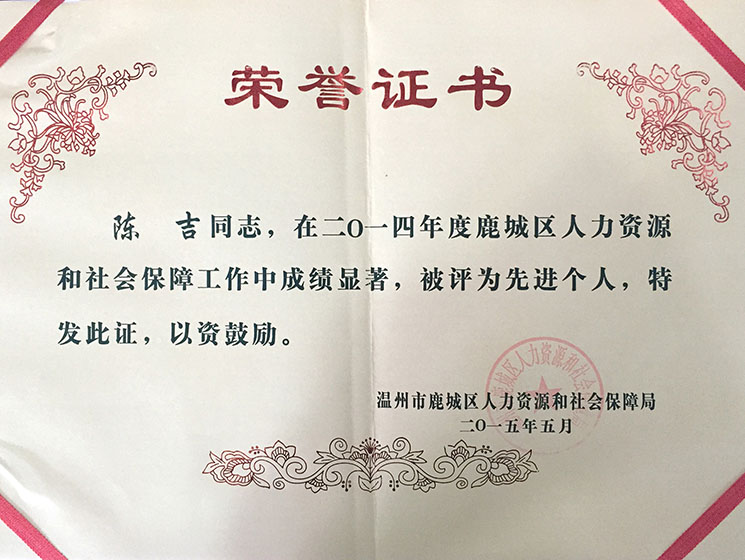 荣誉证书
陈 吉同志，在二〇一四年度鹿城区人力资源
和社会保障工作中成绩显著，被评为先进个人，特
发此证，以资鼓励。
温州市鹿城区人力资源和社会保障局
二〇一五年五月